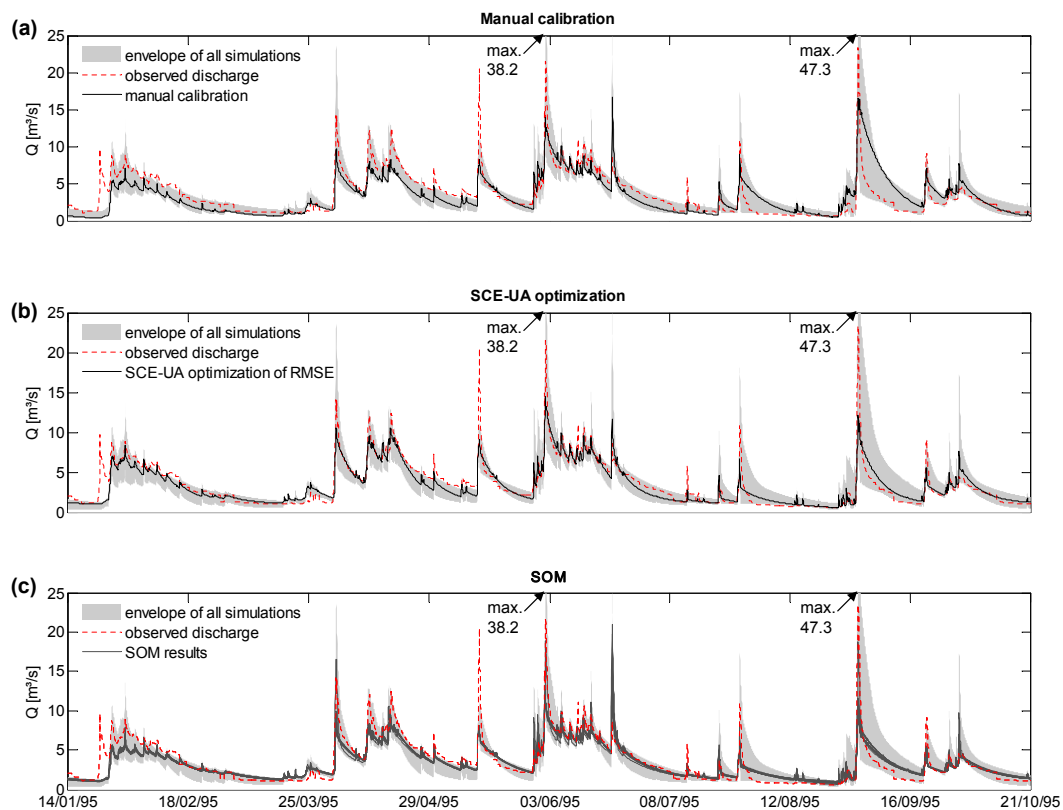 (a)
Manual calibration
25
20
15
10
5
0
Q [m³/s]
envelope of all simulations
observed discharge
manual calibration
max.
38.2
max.
47.3
(b)
SCE-UA optimization
25
20
15
10
5
0
Q [m³/s]
envelope of all simulations
observed discharge
SCE-UA optimization of RMSE
max.
38.2
max.
47.3
(c)
SOM
25
20
15
10
5
0
Q [m³/s]
envelope of all simulations
observed discharge
SOM results
max.
38.2
max.
47.3
14/01/95 18/02/95 25/03/95 29/04/95 03/06/95 08/07/95 12/08/95 16/09/95 21/10/95